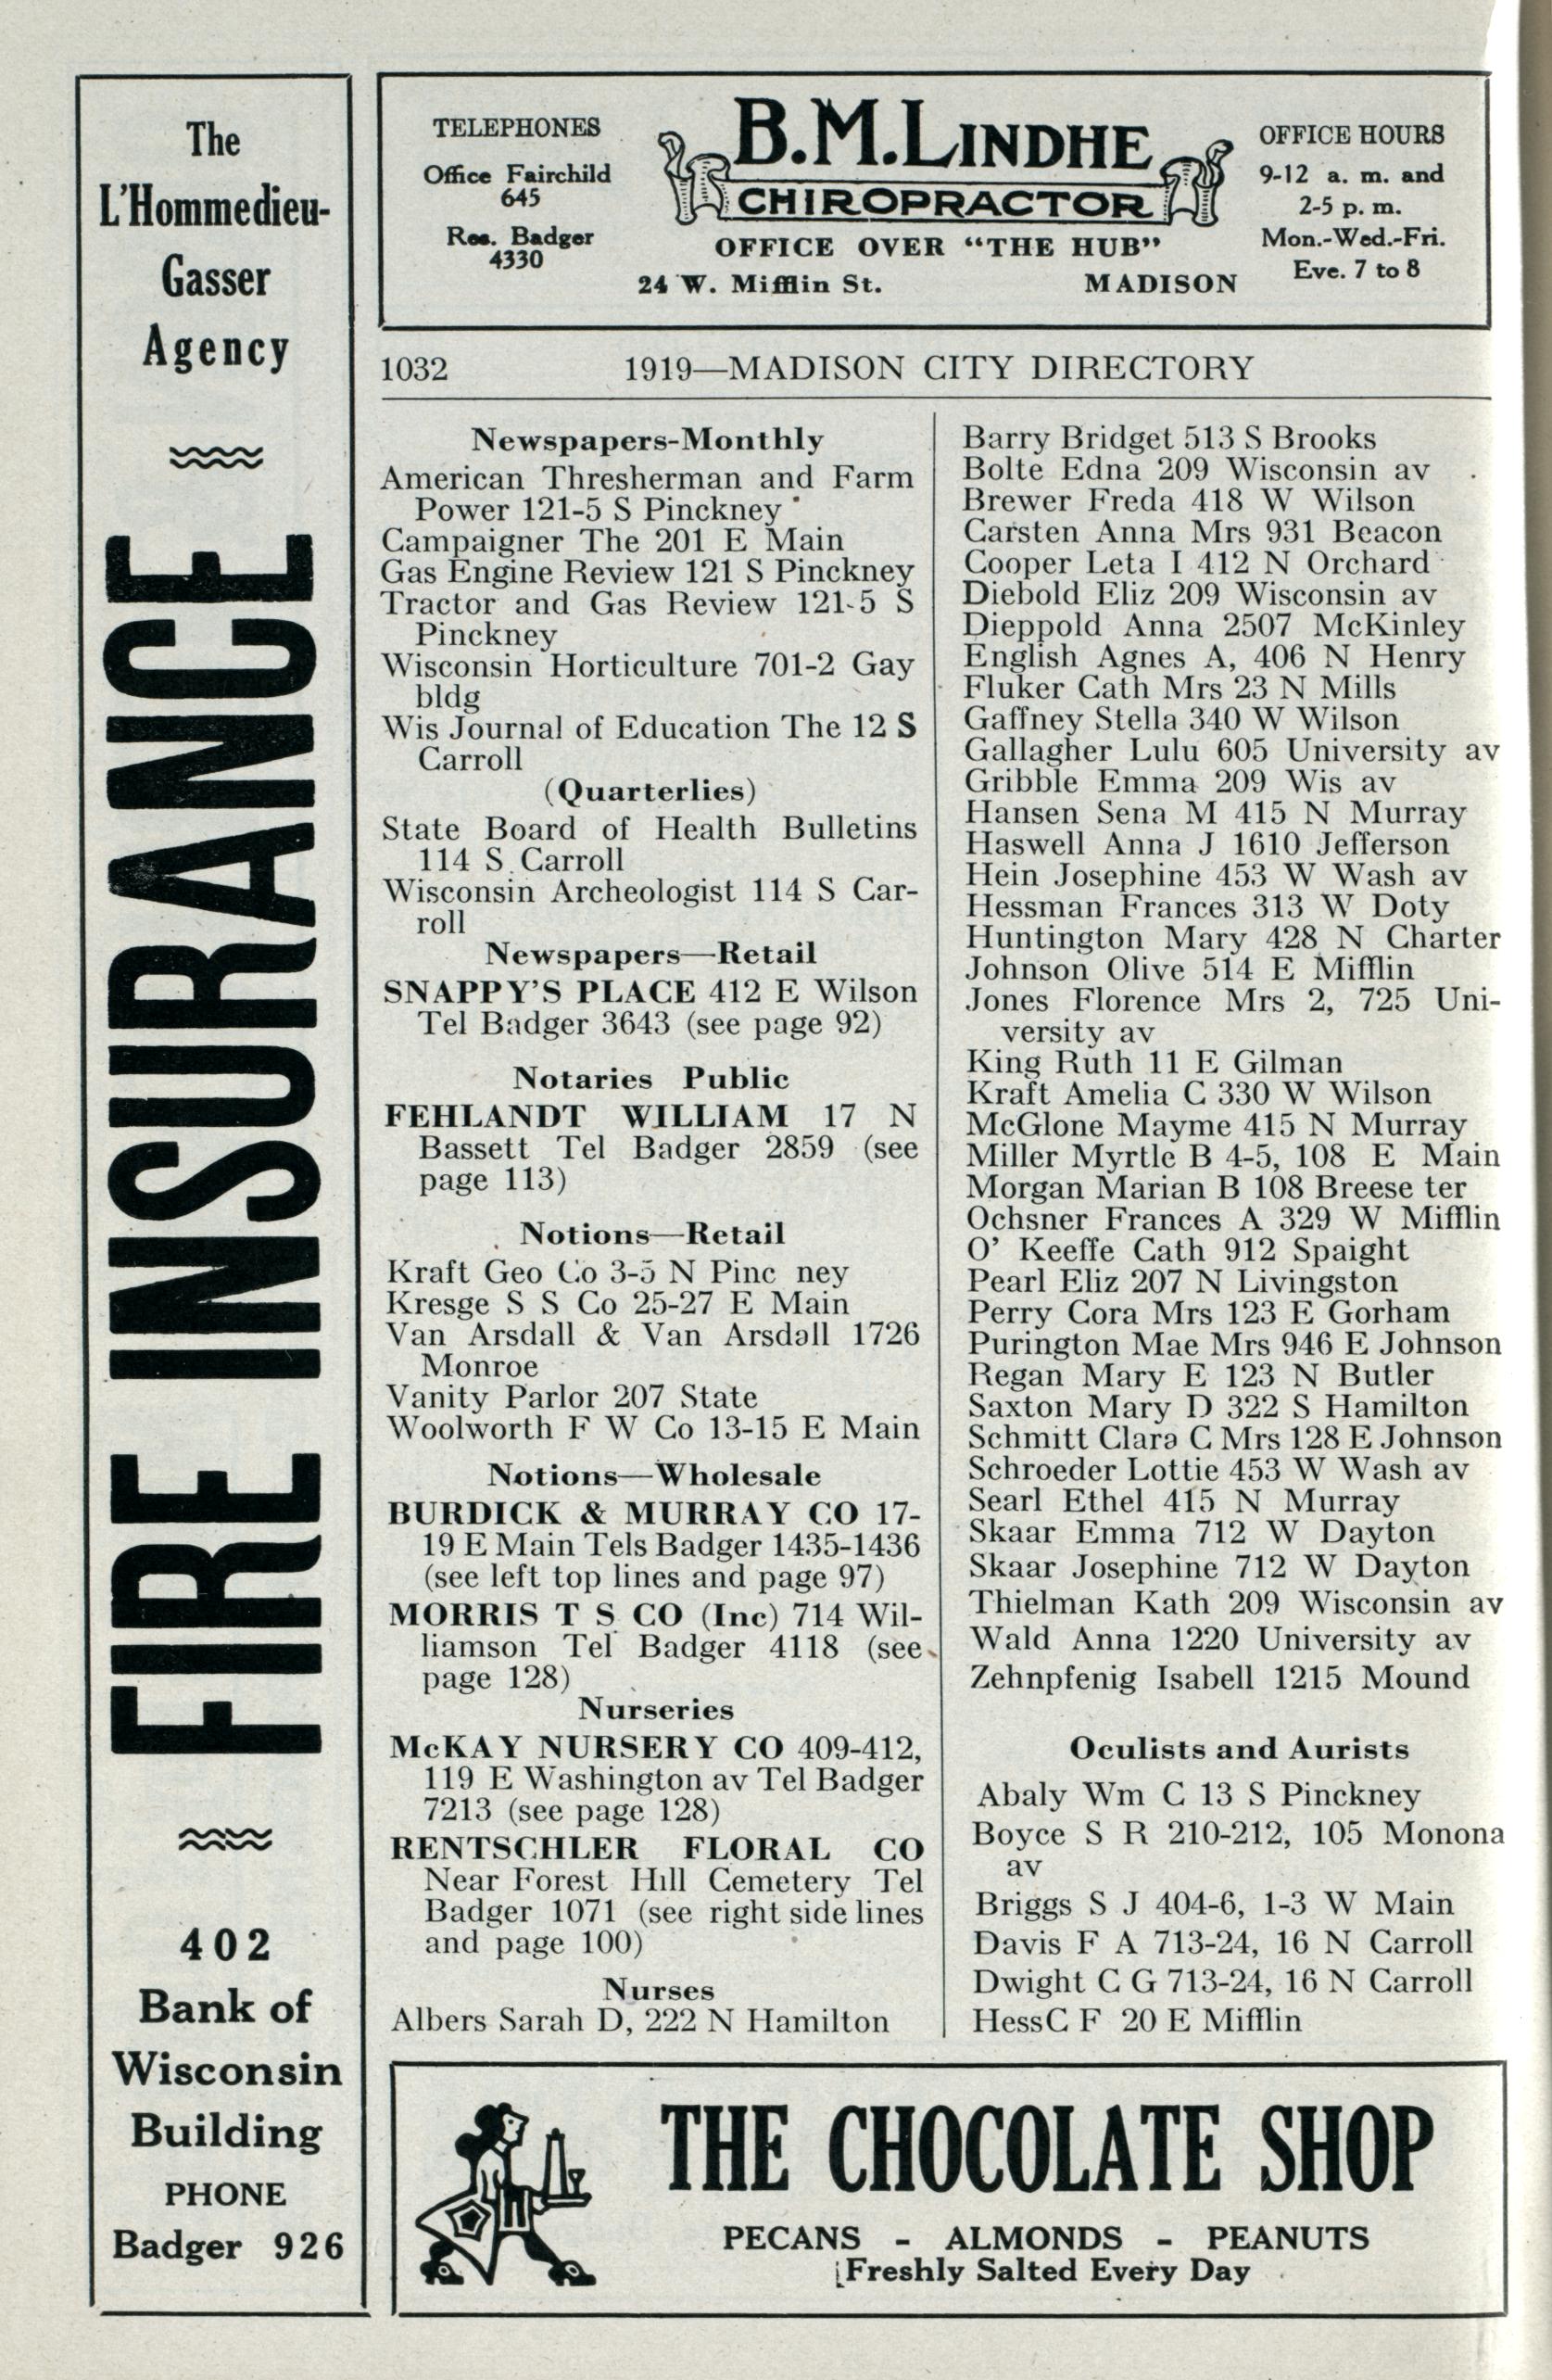 The
L'Hommedieu-
Gasser
Agency
FIRE INSURANCE
402
Bank of
Wisconsin
Building
PHONE
Badger 926
TELEPHONES
Office Fairchild
645
Res. Badger
4330
B.M.LINDHE
CHIROPRACTOR
OFFICE OVER "THE HUB"
24 W. Mifflin St. MADISON
OFFICE HOURS
9-12 a. m. and
2-5 p. m.
Mon.-Wed.-Fri.
Eve. 7 to 8
1032 1919—MADISON CITY DIRECTORY
Newspapers-Monthly
American Thresherman and Farm
Power 121-5 S Pinckney
Campaigner The 201 E Main
Gas Engine Review 121 S Pinckney
Tractor and Gas Review 121-5 S
Pinckney
Wisconsin Horticulture 701-2 Gay
bldg
Wis Journal of Education The 12 S
Carroll
(Quarterlies)
State Board of Health Bulletins
114 S Carroll
Wisconsin Archeologist 114 S Car-
roll
Newspapers—Retail
SNAPPY'S PLACE 412 E Wilson
Tel Badger 3643 (see page 92)
Notaries Public
FEHLANDT WILLIAM 17 N
Bassett Tel Badger 2859 (see
page 113)
Notions—Retail
Kraft Geo Co 3-5 N Pinc ney
Kresge S S Co 25-27 E Main
Van Arsdall & Van Arsdall 1726
Monroe
Vanity Parlor 207 State
Woolworth F W Co 13-15 E Main
Notions—Wholesale
BURDICK & MURRAY CO 17-
19 E Main Tels Badger 1435-1436
(see left top lines and page 97)
MORRIS T S CO (Inc) 714 Wil-
liamson Tel Badger 4118 (see
page 128)
Nurseries
McKAY NURSERY CO 409-412,
119 E Washington av Tel Badger
7213 (see page 128)
RENTSCHLER FLORAL CO
Near Forest Hill Cemetery Tel
Badger 1071 (see right side lines
and page 100)
Nurses
Albers Sarah D, 222 N Hamilton
Barry Bridget 513 S Brooks
Bolte Edna 209 Wisconsin av
Brewer Freda 418 W Wilson
Carsten Anna Mrs 931 Beacon
Cooper Leta I 412 N Orchard
Diebold Eliz 209 Wisconsin av
Dieppold Anna 2507 McKinley
English Agnes A, 406 N Henry
Fluker Cath Mrs 23 N Mills
Gaffney Stella 340 W Wilson
Gallagher Lulu 605 University av
Gribble Emma 209 Wis av
Hansen Sena M 415 N Murray
Haswell Anna J 1610 Jefferson
Hein Josephine 453 W Wash av
Hessman Frances 313 W Doty
Huntington Mary 428 N Charter
Johnson Olive 514 E Mifflin
Jones Florence Mrs 2, 725 Uni-
versity av
King Ruth 11 E Gilman
Kraft Amelia C 330 W Wilson
McGlone Mayme 415 N Murray
Miller Myrtle B 4-5, 108 E Main
Morgan Marian B 108 Breese ter
Ochsner Frances A 329 W Mifflin
O' Keeffe Cath 912 Spaight
Pearl Eliz 207 N Livingston
Perry Cora Mrs 123 E Gorham
Purington Mae Mrs 946 E Johnson
Regan Mary E 123 N Butler
Saxton Mary D 322 S Hamilton
Schmitt Clara C Mrs 128 E Johnson
Schroeder Lottie 453 W Wash av
Searl Ethel 415 N Murray
Skaar Emma 712 W Dayton
Skaar Josephine 712 W Dayton
Thielman Kath 209 Wisconsin av
Wald Anna 1220 University av
Zehnpfenig Isabell 1215 Mound
Oculists and Aurists
Abaly Wm C 13 S Pinckney
Boyce S R 210-212, 105 Monona
av
Briggs S J 404-6, 1-3 W Main
Davis F A 713-24, 16 N Carroll
Dwight C G 713-24, 16 N Carroll
HessC F 20 E Mifflin
THE CHOCOLATE SHOP
PECANS - ALMONDS - PEANUTS
Freshly Salted Every Day